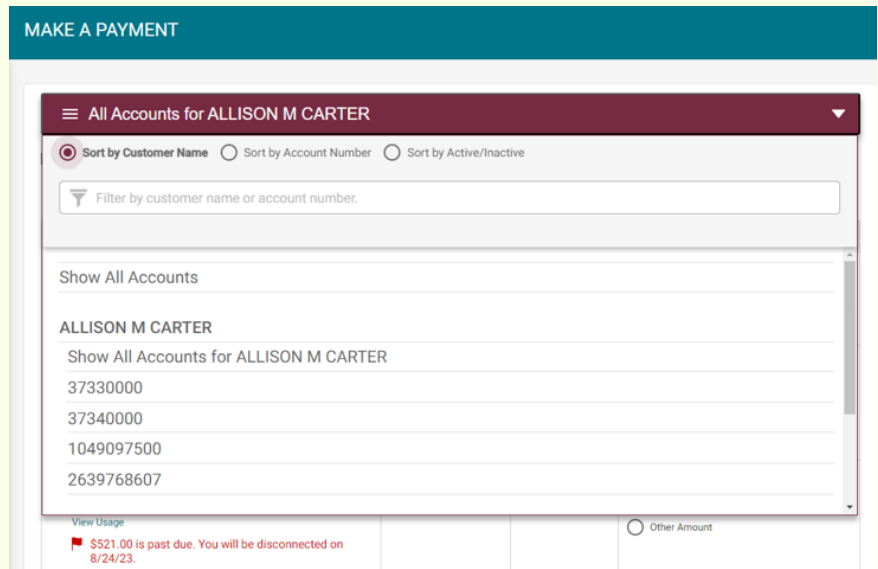 MAKE A PAYMENT
All Accounts for ALLISON M CARTER
Sort by Customer Name Sort by Account Number Sort by Active/Inactive
Filter by customer name or account number.
Show All Accounts
ALLISON M CARTER
Show All Accounts for ALLISON M CARTER
37330000
37340000
1049097500
2639768607
View Usage
$521.00 is past due. You will be disconnected on
8/24/23.
Other Amount